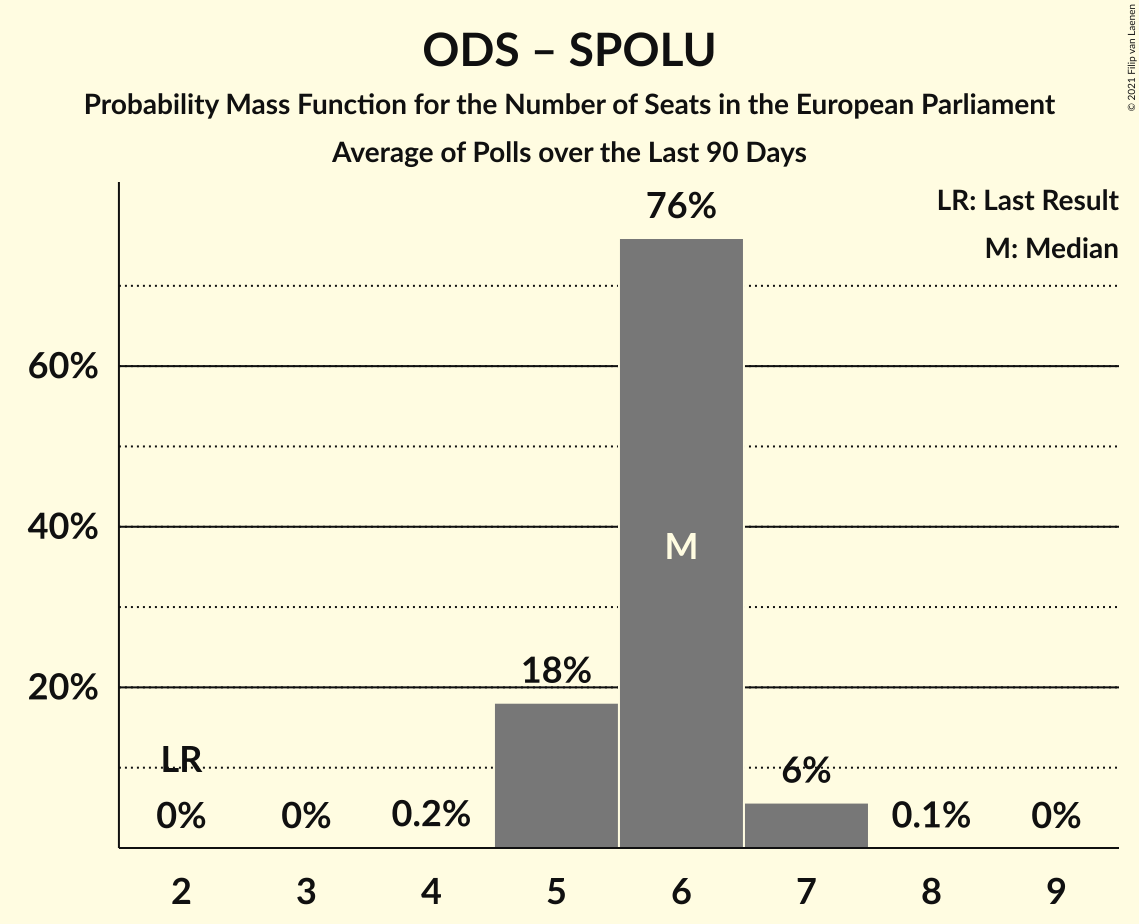 ODS – SPOLU
Probability Mass Function for the Number of Seats in the European Parliament
Average of Polls over the Last 90 Days
© 2021 Filip van Laenen
LR: Last Result
M: Median
76%
60%
40%
M
18%
20%
LR
6%
0%
0%
0.2%
0.1%
0%
2 3 4 5 6 7 8 9